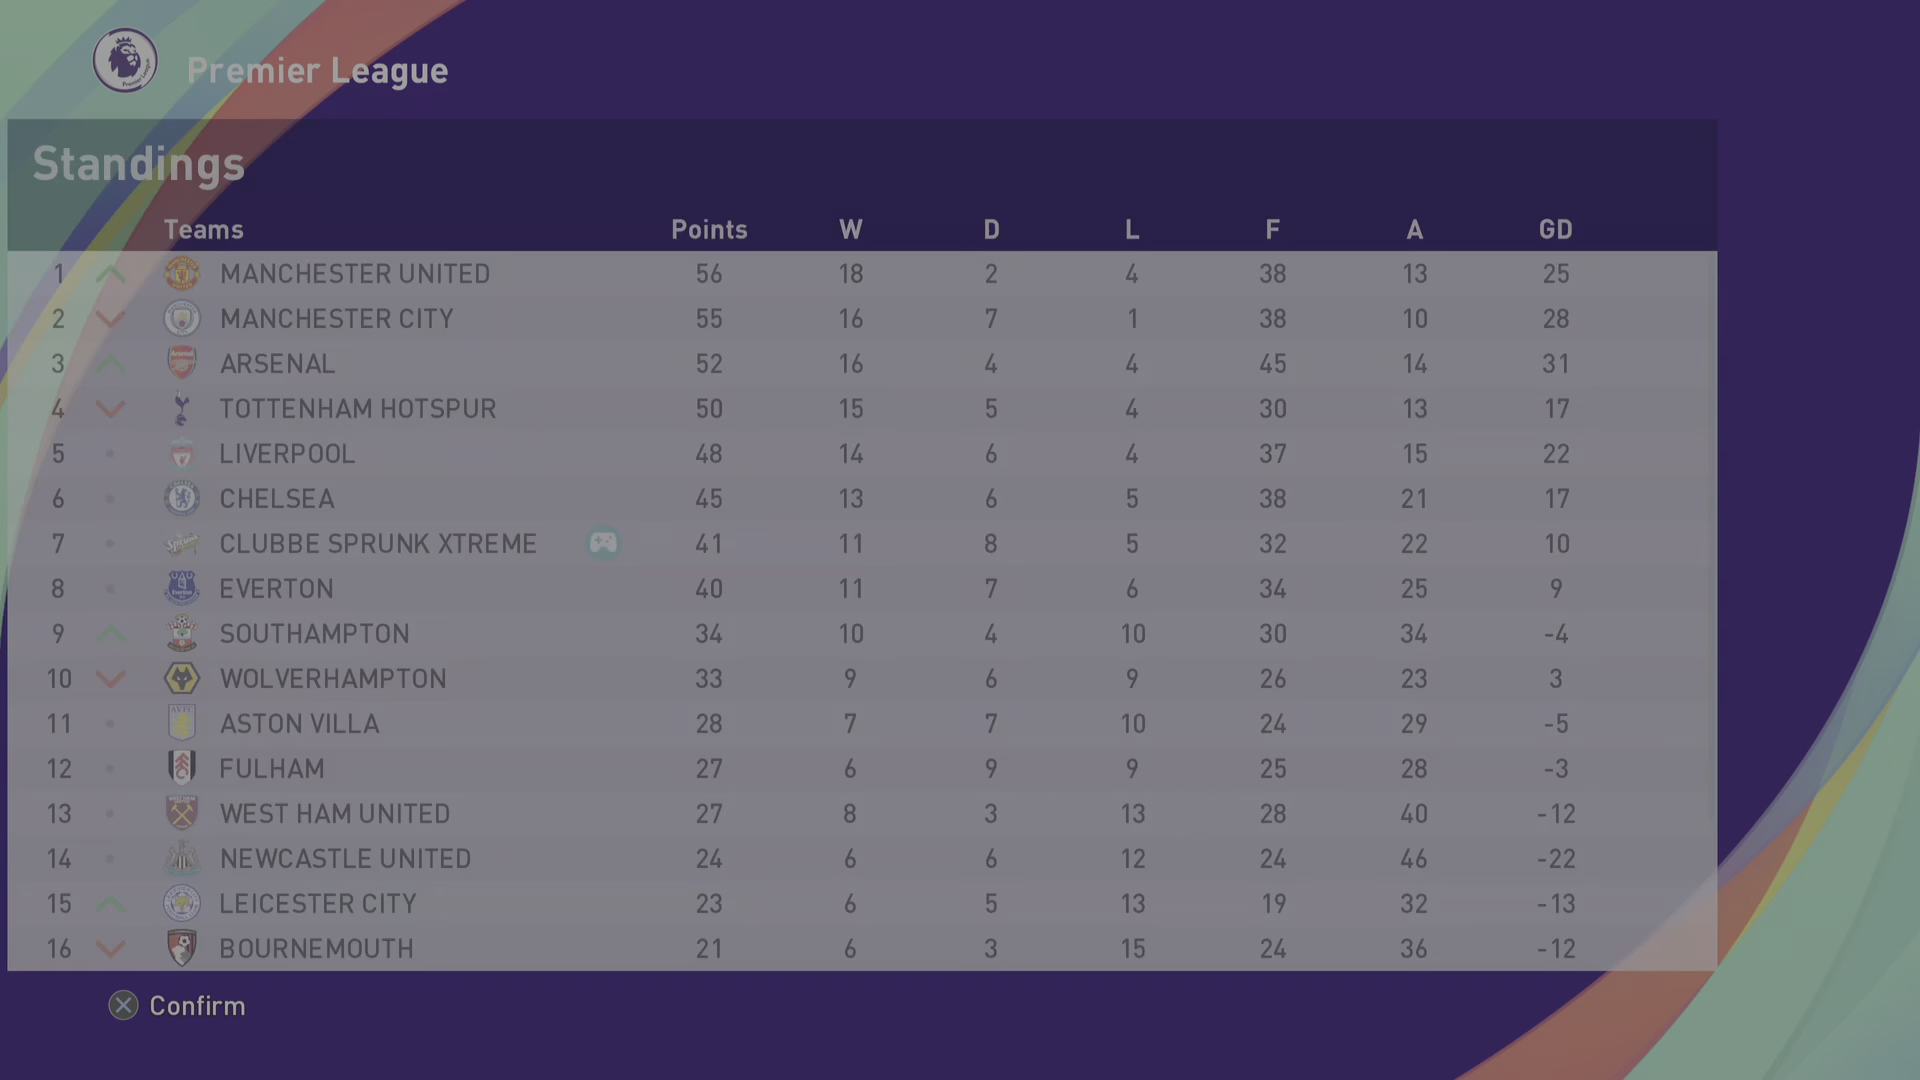 Premier League
Standings
Teams Points W D L F A GD
1 MANCHESTER UNITED 56 18 2 4 38 13 25
2 MANCHESTER CITY 55 16 7 1 38 10 28
3 ARSENAL 52 16 4 4 45 14 31
4 TOTTENHAM HOTSPUR 50 15 5 4 30 13 17
5 LIVERPOOL 48 14 6 4 37 15 22
6 CHELSEA 45 13 6 5 38 21 17
7 CLUBBE SPRUNK XTREME 41 11 8 5 32 22 10
8 EVERTON 40 11 7 6 34 25 9
9 SOUTHAMPTON 34 10 4 10 30 34 -4
10 WOLVERHAMPTON 33 9 6 9 26 23 3
11 ASTON VILLA 28 7 7 10 24 29 -5
12 FULHAM 27 6 9 9 25 28 -3
13 WEST HAM UNITED 27 8 3 13 28 40 -12
14 NEWCASTLE UNITED 24 6 6 12 24 46 -22
15 LEICESTER CITY 23 6 5 13 19 32 -13
16 BOURNEMOUTH 21 6 3 15 24 36 -12
Confirm